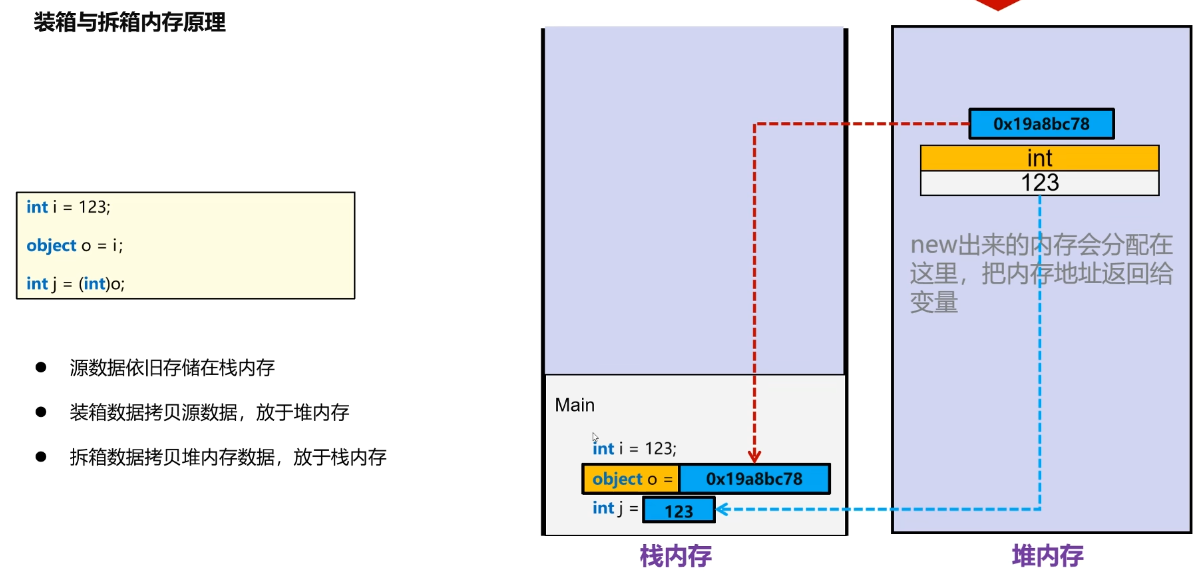 装箱与拆箱内存原理
int i = 123;
object o = i;
int j = (int)o;
● 源数据依旧存储在栈内存
● 装箱数据拷贝源数据，放于堆内存
● 拆箱数据拷贝堆内存数据，放于栈内存
Main
int i = 123;
object o = 0x19a8bc78
int j = 123
栈内存
0x19a8bc78
int
123
new出来的内存会分配在
这里，把内存地址返回给
变量
堆内存